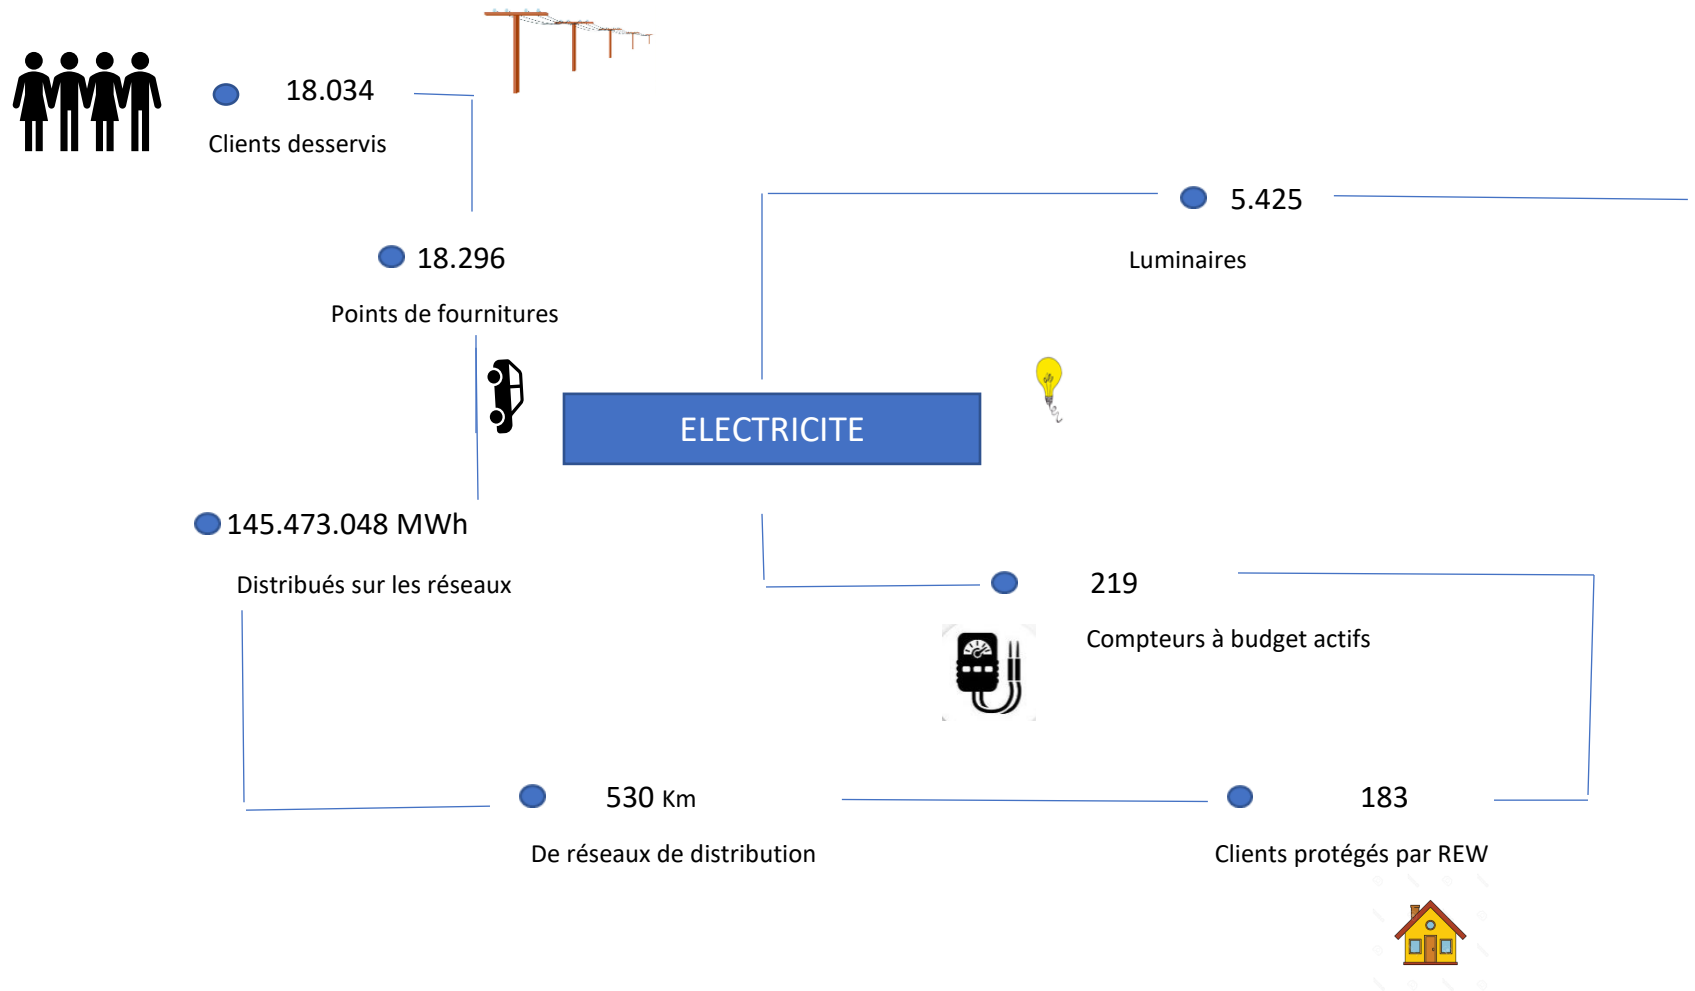 18.034
Clients desservis
18.296
Points de fournitures
145.473.048 MWh
Distribués sur les réseaux
530 Km
De réseaux de distribution
183
Clients protégés par REW
219
Compteurs à budget actifs
ELECTRICITE
5.425
Luminaires